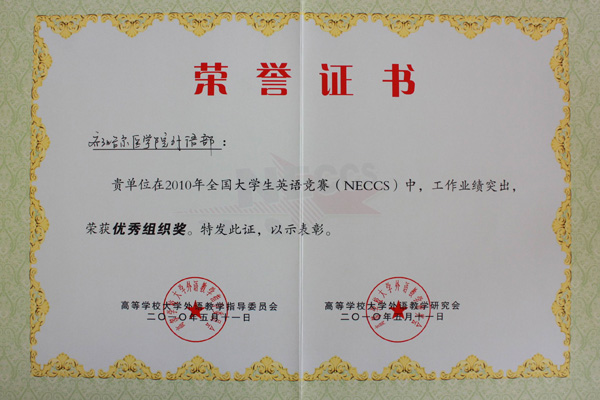 荣誉证书
齐齐哈尔医学院外语部：
贵单位在2010年全国大学生英语竞赛（NECCS）中，工作业绩突出，
荣获优秀组织奖。特发此证，以示表彰。
高等学校大学外语教学指导委员会
二〇一〇年五月十一日
高等学校大学外语教学研究会
二〇一〇年五月十一日